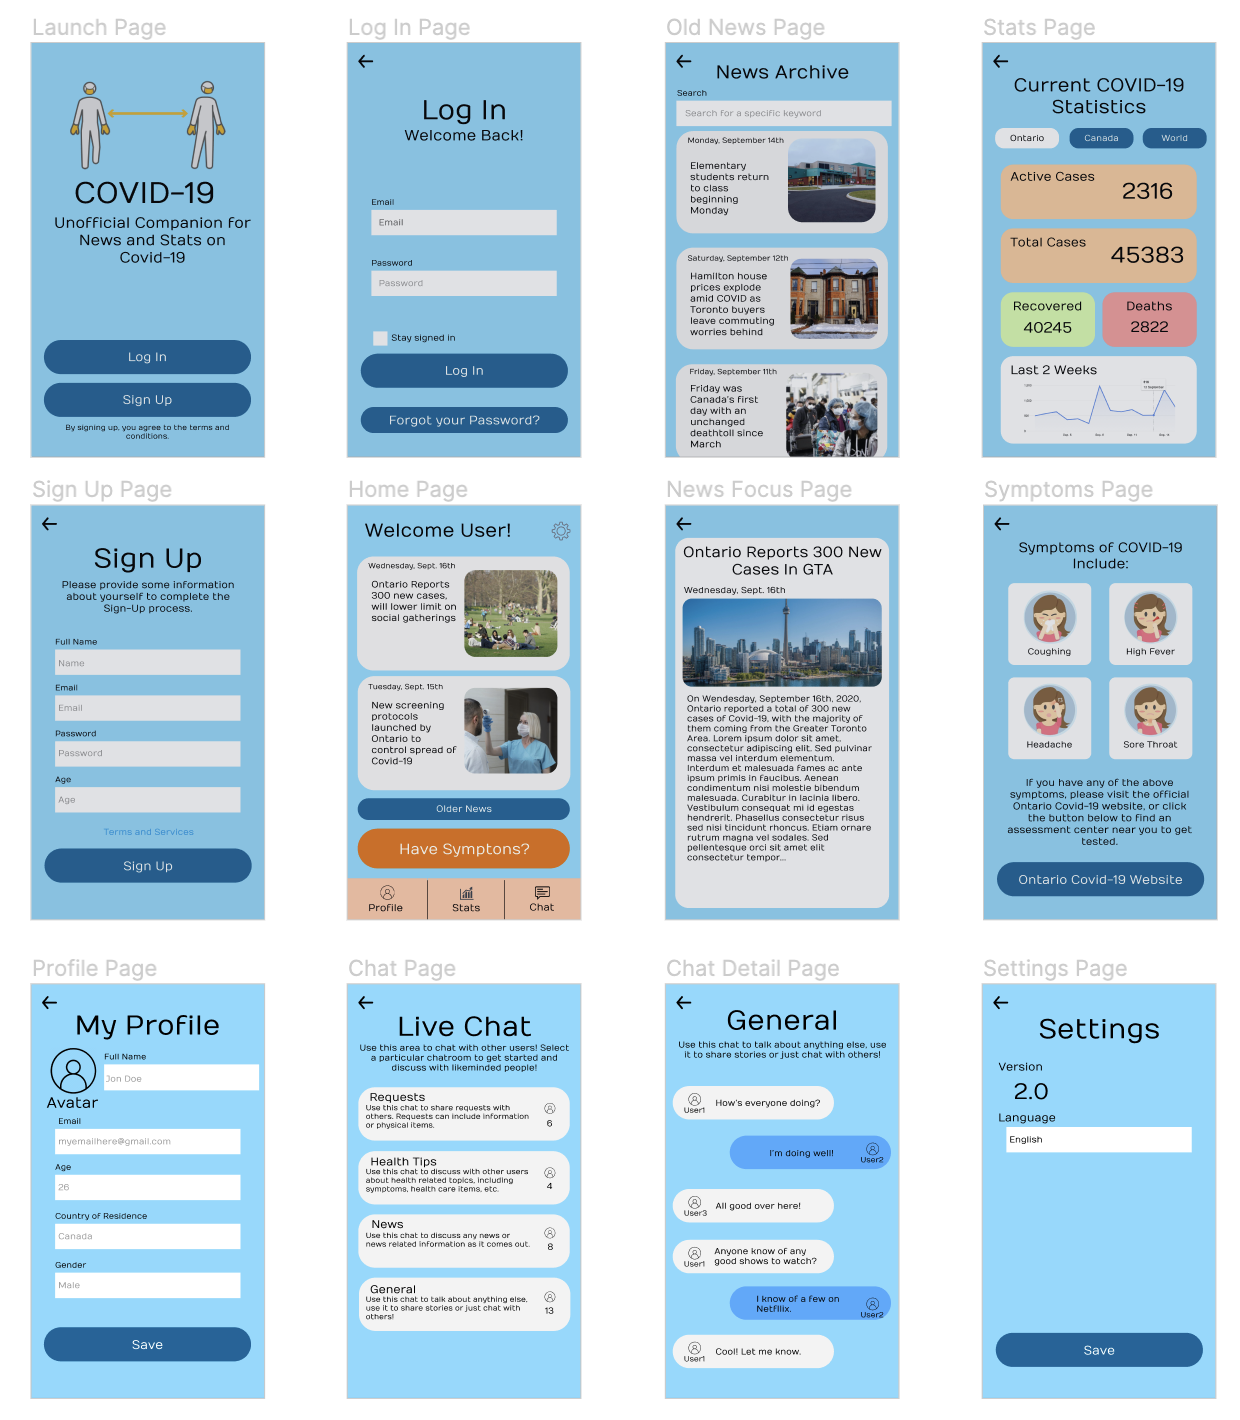 Launch Page
COVID-19
Unofficial Companion for
News and Stats on
Covid-19
Log In
Sign Up
By signing up, you agree to the terms and
conditions.
Log In Page
Log In
Welcome Back!
Email
Email
Password
Password
Stay signed in
Log In
Forgot your Password?
Old News Page
News Archive
Search
Search for a specific keyword
Monday, September 14th
Elementary
students return
to class
beginning
Monday
Saturday, September 12th
Hamilton house
prices explode
amid COVID as
Toronto buyers
leave commuting
worries behind
Friday, September 11th
Friday was
Canada's first
day with an
unchanged
deathtoll since
March
Stats Page
Current COVID-19
Statistics
Ontario
Canada
World
Active Cases
2316
Total Cases
45383
Recovered
40245
Deaths
2822
Last 2 Weeks
Sign Up Page
Sign Up
Please provide some information
about yourself to complete the
Sign-Up process.
Full Name
Name
Email
Email
Password
Password
Age
Age
Terms and Services
Sign Up
Home Page
Welcome User!
Wednesday, Sept. 16th
Ontario Reports
300 new cases,
will lower limit on
social gatherings
Tuesday, Sept. 15th
New screening
protocols
launched by
Ontario to
control spread of
Covid-19
Older News
Have Symptons?
Profile
Stats
Chat
News Focus Page
Ontario Reports 300 New
Cases In GTA
Wednesday, Sept. 16th
On Wendesday, September 16th, 2020,
Ontario reported a total of 300 new
cases of Covid-19, with the majority of
them coming from the Greater Toronto
Area. Lorem ipsum dolor sit amet,
consectetur adipiscing elit. Sed pulvinar
massa vel interdum elementum.
Interdum et malesuada fames ac ante
ipsum primis in faucibus. Aenean
condimentum nisi molestie bibendum
malesuada. Curabitur in lacinia libero.
Vestibulum consequat mi id egestas
hendrerit. Phasellus consectetur risus
sed nisi tincidunt rhoncus. Etiam ornare
rutrum magna vel sodales. Sed
pellentesque orci sit amet elit
consectetur tempor...
Symptoms Page
Symptoms of COVID-19
Include:
Coughing
High Fever
Headache
Sore Throat
If you have any of the above
symptoms, please visit the official
Ontario Covid-19 website, or click
the button below to find an
assessment center near you to get
tested.
Ontario Covid-19 Website
Profile Page
My Profile
Avatar
Full Name
Jon Doe
Email
myemailhere@gmail.com
Age
26
Country of Residence
Canada
Gender
Male
Save
Chat Page
Live Chat
Use this area to chat with other users! Select
a particular chatroom to get started and
discuss with likeminded people!
Requests
Use this chat to share requests with
others. Requests can include information
or physical items.
6
Health Tips
Use this chat to discuss with other users
about health related topics, including
symptoms, health care items, etc.
4
News
Use this chat to discuss any news or
news related information as it comes out.
8
General
Use this chat to talk about anything else,
use it to share stories or just chat with
others!
13
Chat Detail Page
General
Use this chat to talk about anything else, use
it to share stories or just chat with others!
User1
How's everyone doing?
I'm doing well!
User2
User3
All good over here!
User1
Anyone know of any
good shows to watch?
I know of a few on
Netfllix.
User2
User1
Cool! Let me know.
Settings Page
Settings
Version
2.0
Language
English
Save